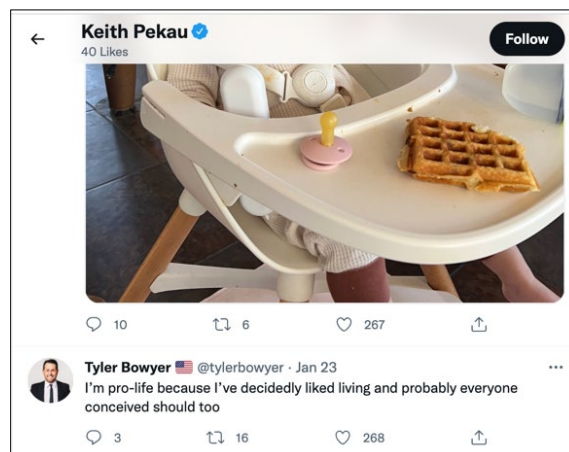 Keith Pekau
40 Likes
Follow
10 6 267
Tyler Bowyer 🇺🇸 @tylerbowyer · Jan 23
I'm pro-life because I've decidedly liked living and probably everyone
conceived should too
3 16 268